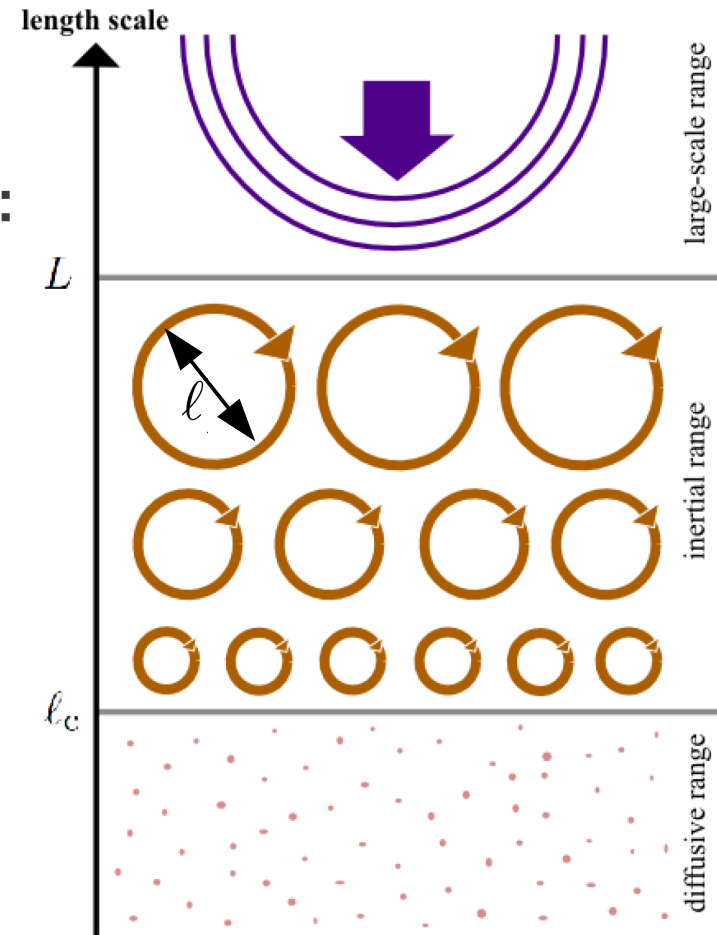 length scale
:
large-scale range
L
ℓ
inertial range
ℓc
diffusive range